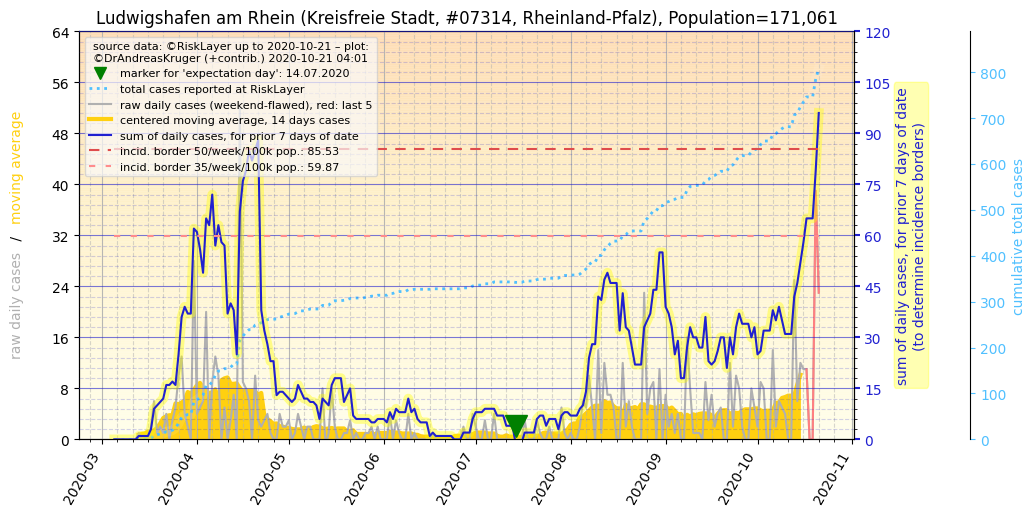 Ludwigshafen am Rhein (Kreisfreie Stadt, #07314, Rheinland-Pfalz), Population=171,061
source data: ©RiskLayer up to 2020-10-21 – plot:
©DrAndreasKruger (+contrib.) 2020-10-21 04:01
marker for 'expectation day': 14.07.2020
total cases reported at RiskLayer
raw daily cases (weekend-flawed), red: last 5
centered moving average, 14 days cases
sum of daily cases, for prior 7 days of date
incid. border 50/week/100k pop.: 85.53
incid. border 35/week/100k pop.: 59.87
raw daily cases / moving average
64
56
48
40
32
24
16
8
0
2020-03
2020-04
2020-05
2020-06
2020-07
2020-08
2020-09
2020-10
2020-11
120
105
90
75
60
45
30
15
0
sum of daily cases, for prior 7 days of date
(to determine incidence borders)
800
700
600
500
400
300
200
100
0
cumulative total cases